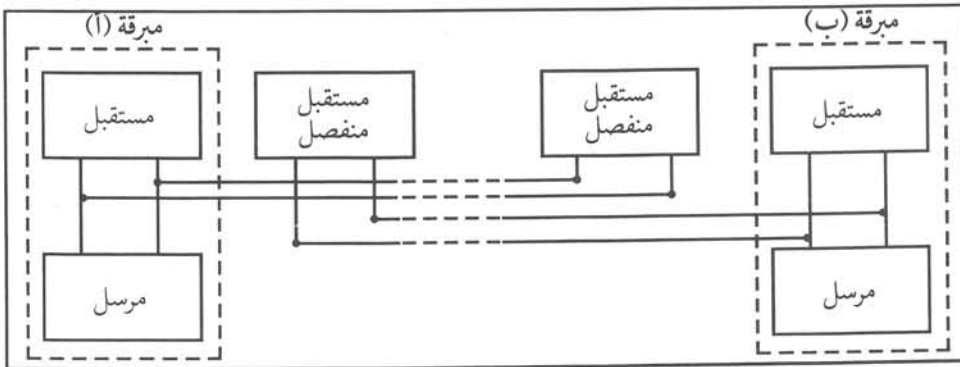 مبرقة (ب)
مبرقة (أ)
مستقبل
مستقبل
منفصل
مستقبل
منفصل
مستقبل
مرسل
مرسل